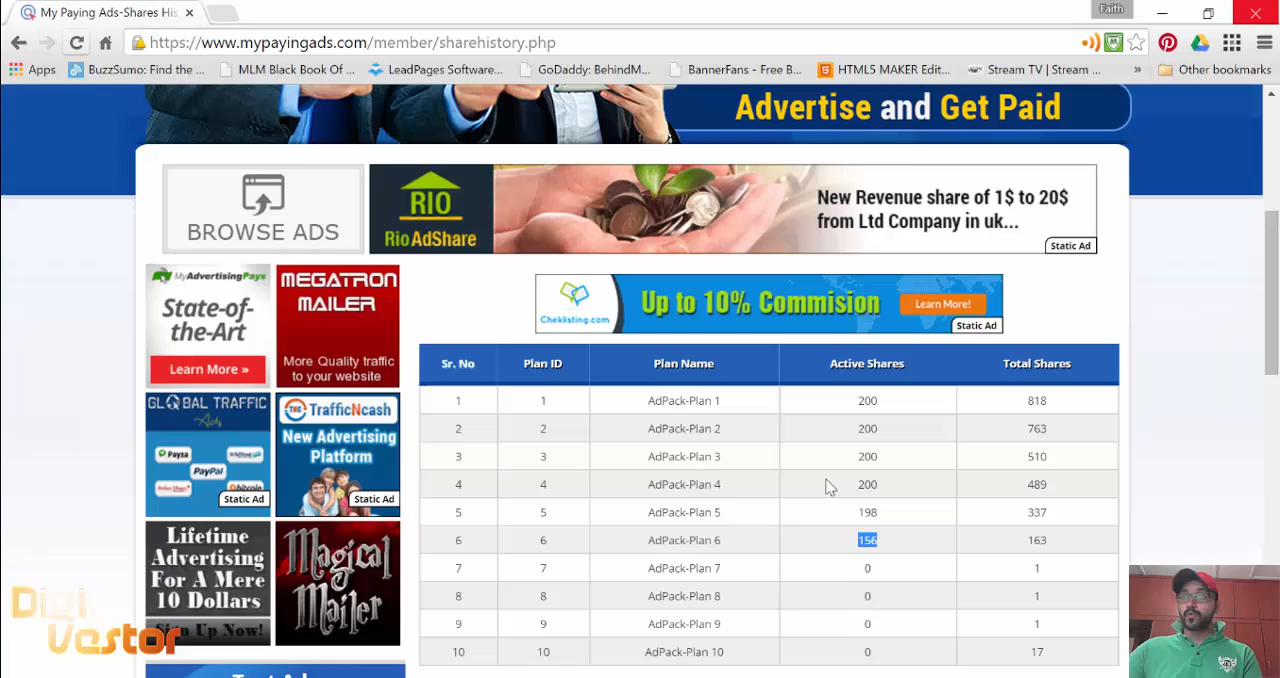 My Paying Ads-Shares His
Faith
https://www.mypayingads.com/member/sharehistory.php
Apps
BuzzSumo: Find the ...
MLM Black Book Of ...
LeadPages Software...
GoDaddy: BehindM...
BannerFans - Free B...
HTML5 MAKER Edit...
Stream TV | Stream ...
»
Other bookmarks
Advertise and Get Paid
BROWSE ADS
RIO
RioAdShare
New Revenue share of 1$ to 20$
from Ltd Company in uk...
Static Ad
MyAdvertisingPays
State-of-
the-Art
Learn More »
MEGATRON
MAILER
More Quality traffic
to your website
Cheklisting.com
Up to 10% Commision
Learn More!
Static Ad
GLOBAL TRAFFIC
Ads
Payza
PayPal
bitcoin
Static Ad
TrafficNcash
New Advertising
Platform
Static Ad
Lifetime
Advertising
For A Mere
10 Dollars
Sign Up Now!
Magical
Mailer
Sr. No Plan ID Plan Name Active Shares Total Shares
1 1 AdPack-Plan 1 200 818
2 2 AdPack-Plan 2 200 763
3 3 AdPack-Plan 3 200 510
4 4 AdPack-Plan 4 200 489
5 5 AdPack-Plan 5 198 337
6 6 AdPack-Plan 6 156 163
7 7 AdPack-Plan 7 0 1
8 8 AdPack-Plan 8 0 1
9 9 AdPack-Plan 9 0 1
10 10 AdPack-Plan 10 0 17
Digi
Vestor